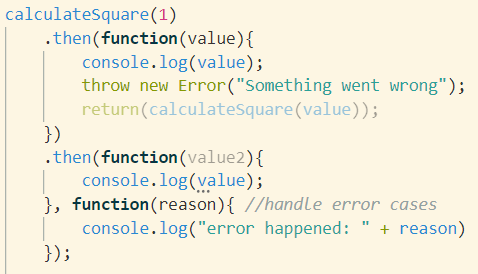 calculateSquare(1)
.then(function(value){
console.log(value);
throw new Error("Something went wrong");
return(calculateSquare(value));
})
.then(function(value2){
console.log(value);
}, function(reason){ //handle error cases
console.log("error happened: " + reason)
});